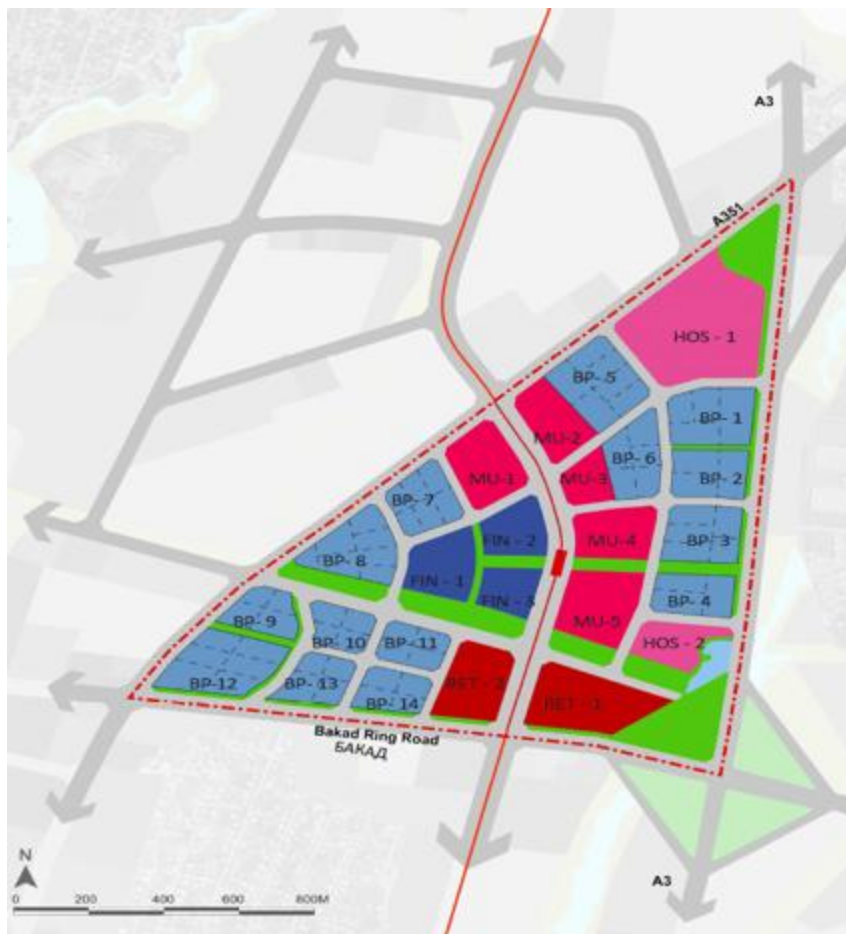 A3
A351
HOS - 1
BP- 5
BP- 1
MU-2
BP- 6
MU-1
MU-3
BP- 2
BP- 7
FIN - 2
MU-4
BP- 3
BP- 8
FIN - 1
FIN - 3
BP- 4
MU-5
BP- 9
BP- 10
BP- 11
HOS - 2
BP-12
BP- 13
RET - 2
BP- 14
RET - 1
Bakad Ring Road
БАКАД
N
0 200 400 600 800M
A3